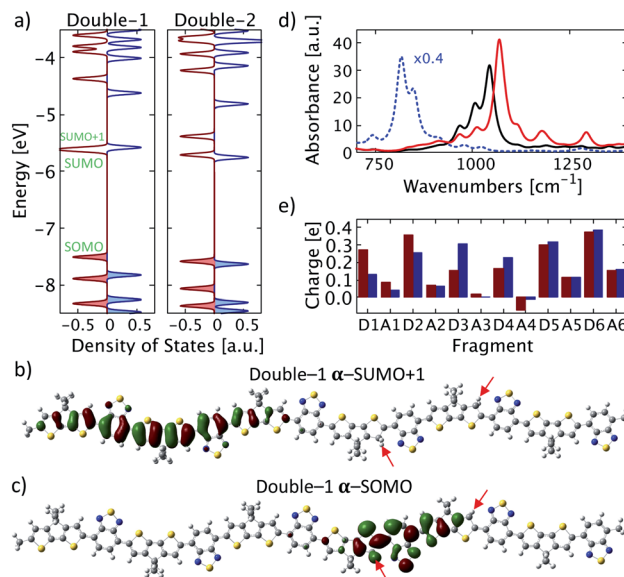 a)
Double–1
Double–2
−4
−5
−6
−7
−8
Energy [eV]
SUMO+1
SUMO
SOMO
−0.5
0
0.5
−0.5
0
0.5
Density of States [a.u.]
d)
x0.4
40
30
20
10
0
Absorbance [a.u.]
750
1000
1250
Wavenumbers [cm−1]
e)
0.4
0.3
0.2
0.1
0.0
Charge [e]
D1 A1 D2 A2 D3 A3 D4 A4 D5 A5 D6 A6
Fragment
b)
Double–1 α–SUMO+1
c)
Double–1 α–SOMO